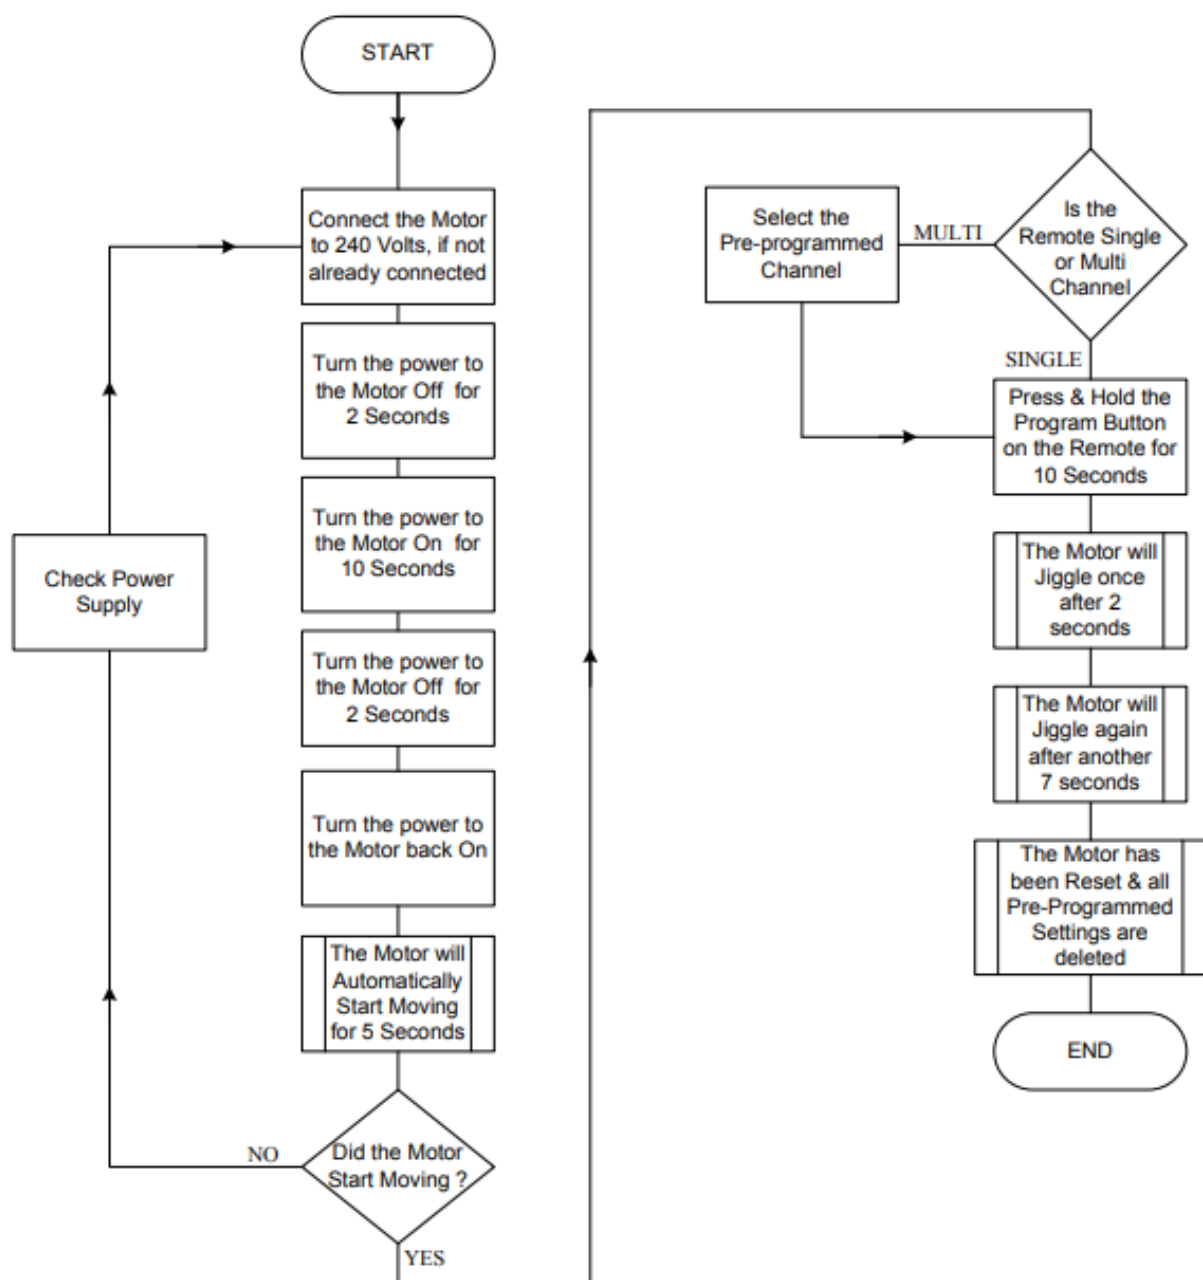 START
Connect the Motor
to 240 Volts, if not
already connected
Turn the power to
the Motor Off for
2 Seconds
Turn the power to
the Motor On for
10 Seconds
Check Power
Supply
Turn the power to
the Motor Off for
2 Seconds
Turn the power to
the Motor back On
The Motor will
Automatically
Start Moving
for 5 Seconds
NO
Did the Motor
Start Moving ?
YES
Is the
Remote Single
or Multi
Channel
MULTI
Select the
Pre-programmed
Channel
SINGLE
Press & Hold the
Program Button
on the Remote for
10 Seconds
The Motor will
Jiggle once
after 2
seconds
The Motor will
Jiggle again
after another
7 seconds
The Motor has
been Reset & all
Pre-Programmed
Settings are
deleted
END